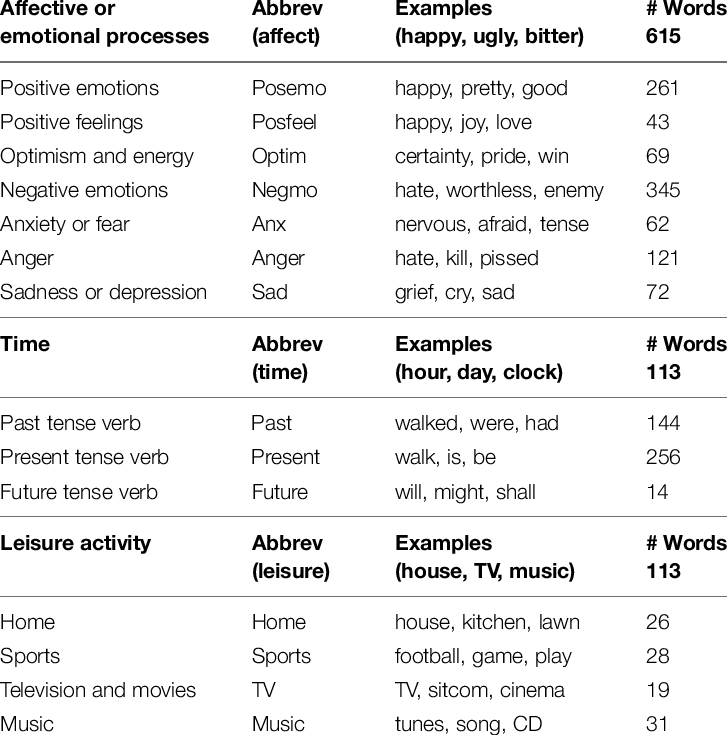 Affective or Abbrev Examples # Words
emotional processes (affect) (happy, ugly, bitter) 615
Positive emotions Posemo happy, pretty, good 261
Positive feelings Posfeel happy, joy, love 43
Optimism and energy Optim certainty, pride, win 69
Negative emotions Negmo hate, worthless, enemy 345
Anxiety or fear Anx nervous, afraid, tense 62
Anger Anger hate, kill, pissed 121
Sadness or depression Sad grief, cry, sad 72
Time Abbrev Examples # Words
(time) (hour, day, clock) 113
Past tense verb Past walked, were, had 144
Present tense verb Present walk, is, be 256
Future tense verb Future will, might, shall 14
Leisure activity Abbrev Examples # Words
(leisure) (house, TV, music) 113
Home Home house, kitchen, lawn 26
Sports Sports football, game, play 28
Television and movies TV TV, sitcom, cinema 19
Music Music tunes, song, CD 31